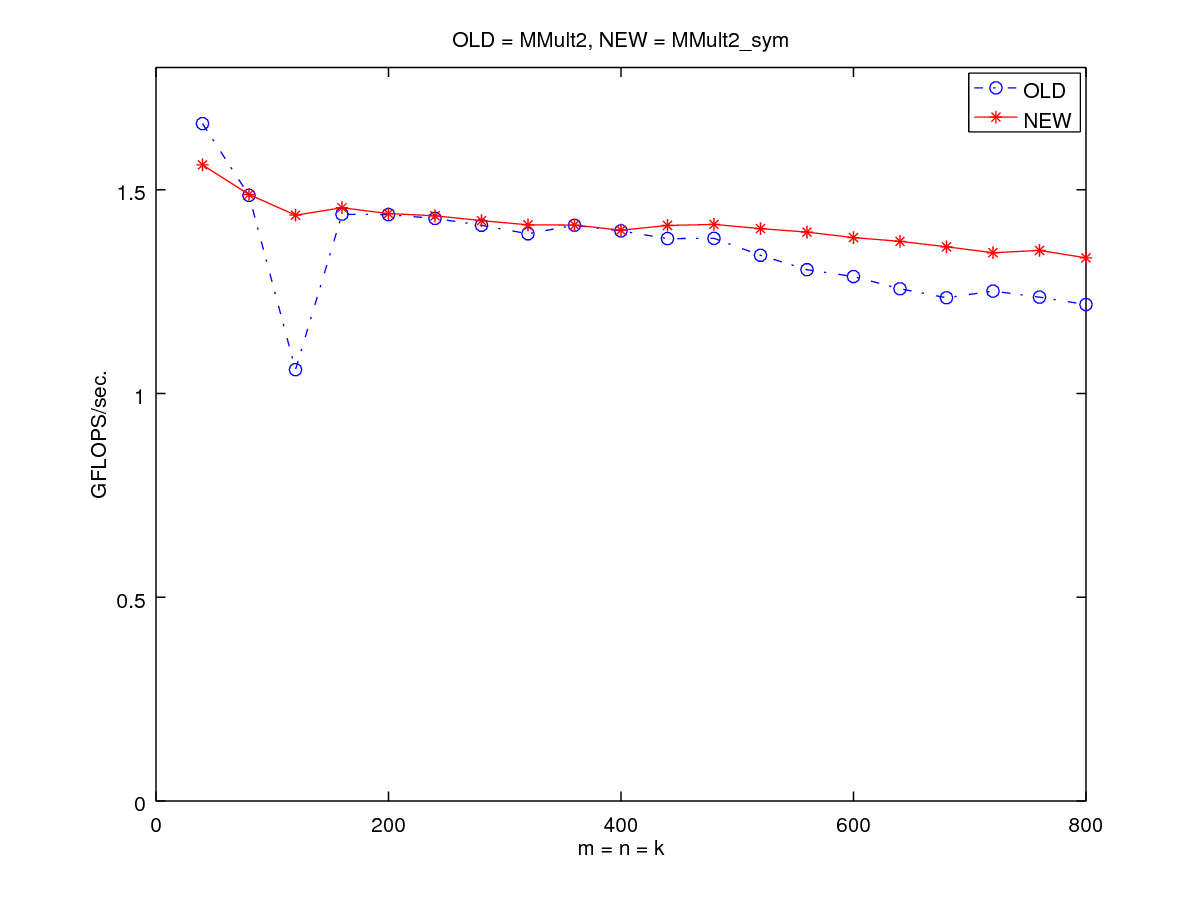 OLD = MMult2, NEW = MMult2_sym
OLD
NEW
1.5
1
0.5
0
GFLOPS/sec.
0 200 400 600 800
m = n = k